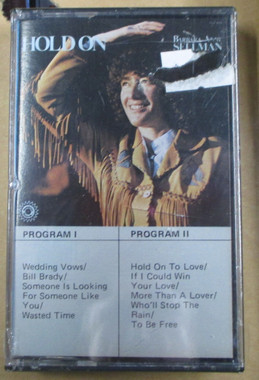 HOLD ON
SELLMAN
PROGRAM I
PROGRAM II
Wedding Vows/
Bill Brady/
Someone Is Looking
For Someone Like
You/
Wasted Time
Hold On To Love/
If I Could Win
Your Love/
More Than A Lover/
Who'll Stop The
Rain/
To Be Free